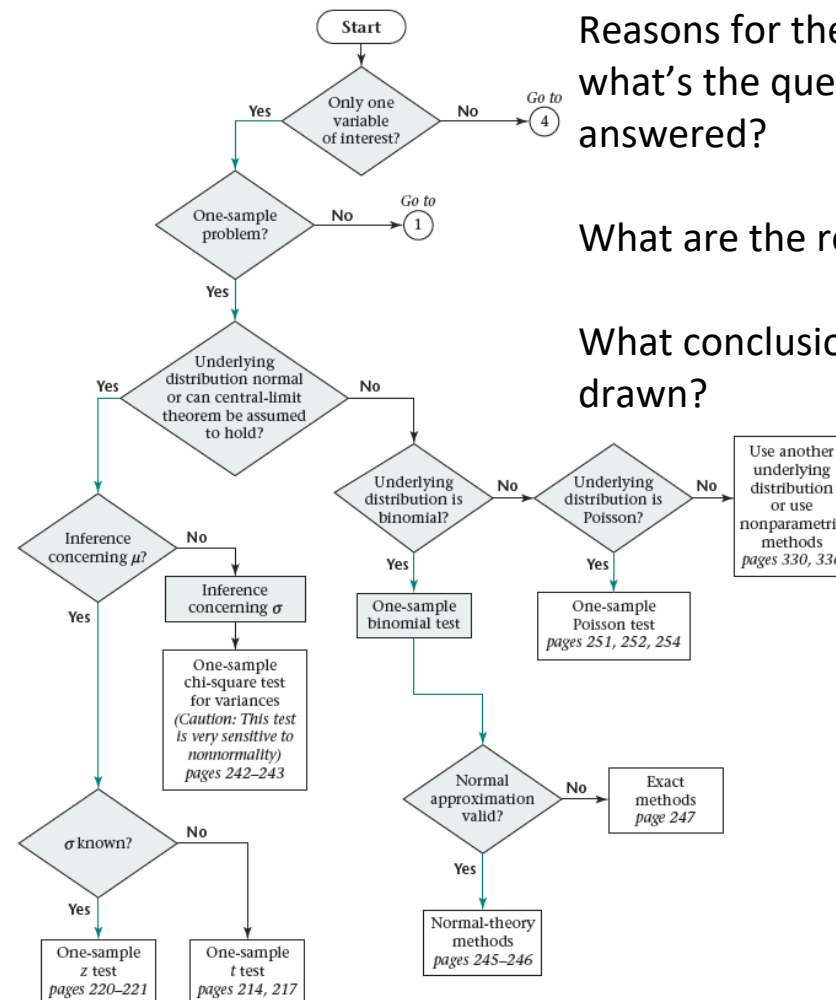 Start
Reasons for the
what's the que
answered?
What are the re
What conclusio
drawn?
Only one
variable
of interest?
Yes
No
Go to
4
One-sample
problem?
No
Go to
1
Yes
Underlying
distribution normal
or can central-limit
theorem be assumed
to hold?
Yes
No
Underlying
distribution is
binomial?
No
Underlying
distribution is
Poisson?
No
Use another
underlying
distribution
or use
nonparametri
methods
pages 330, 336
Inference
concerning μ?
No
Yes
Inference
concerning σ
One-sample
chi-square test
for variances
(Caution: This test
is very sensitive to
nonnormality)
pages 242–243
Yes
One-sample
binomial test
Yes
One-sample
Poisson test
pages 251, 252, 254
Normal
approximation
valid?
No
Exact
methods
page 247
Yes
Normal-theory
methods
pages 245–246
σ known?
No
Yes
One-sample
z test
pages 220–221
One-sample
t test
pages 214, 217